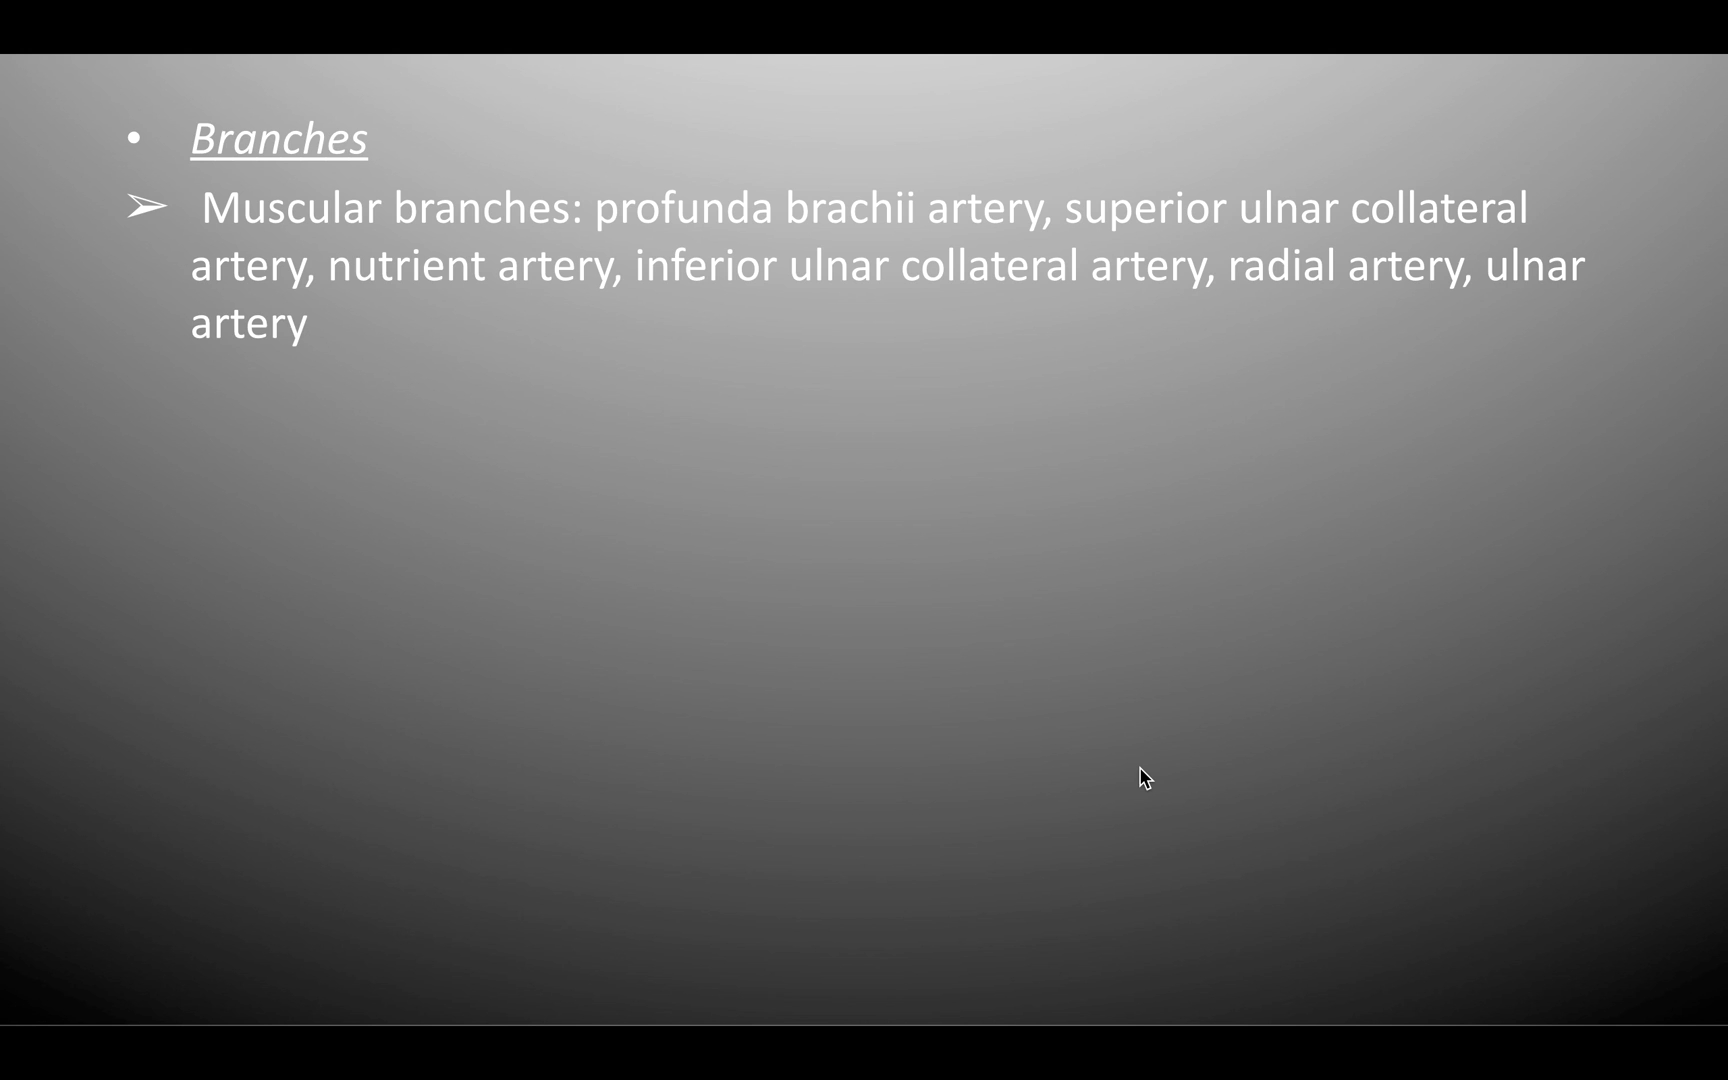 • Branches
➢ Muscular branches: profunda brachii artery, superior ulnar collateral
artery, nutrient artery, inferior ulnar collateral artery, radial artery, ulnar
artery